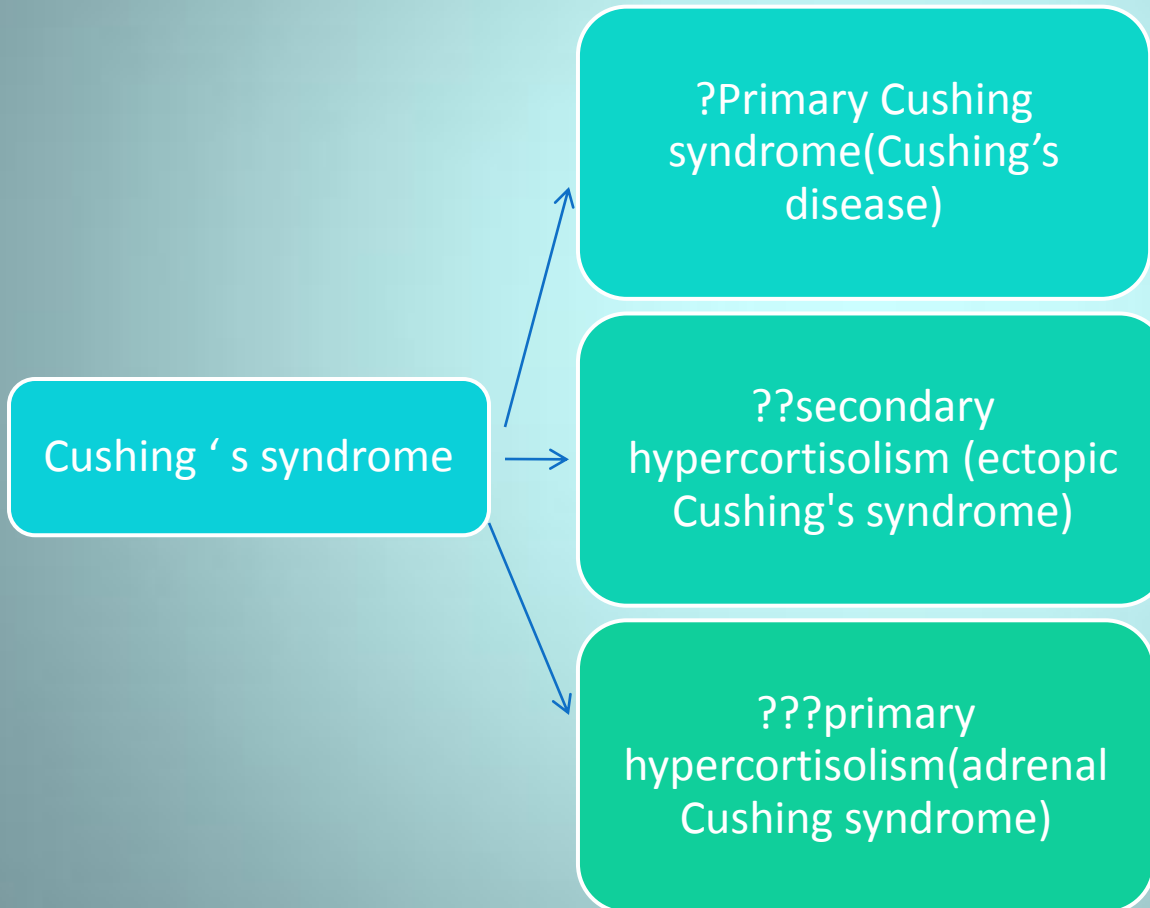 ?Primary Cushing
syndrome(Cushing’s
disease)
Cushing ‘ s syndrome
??secondary
hypercortisolism (ectopic
Cushing's syndrome)
???primary
hypercortisolism(adrenal
Cushing syndrome)